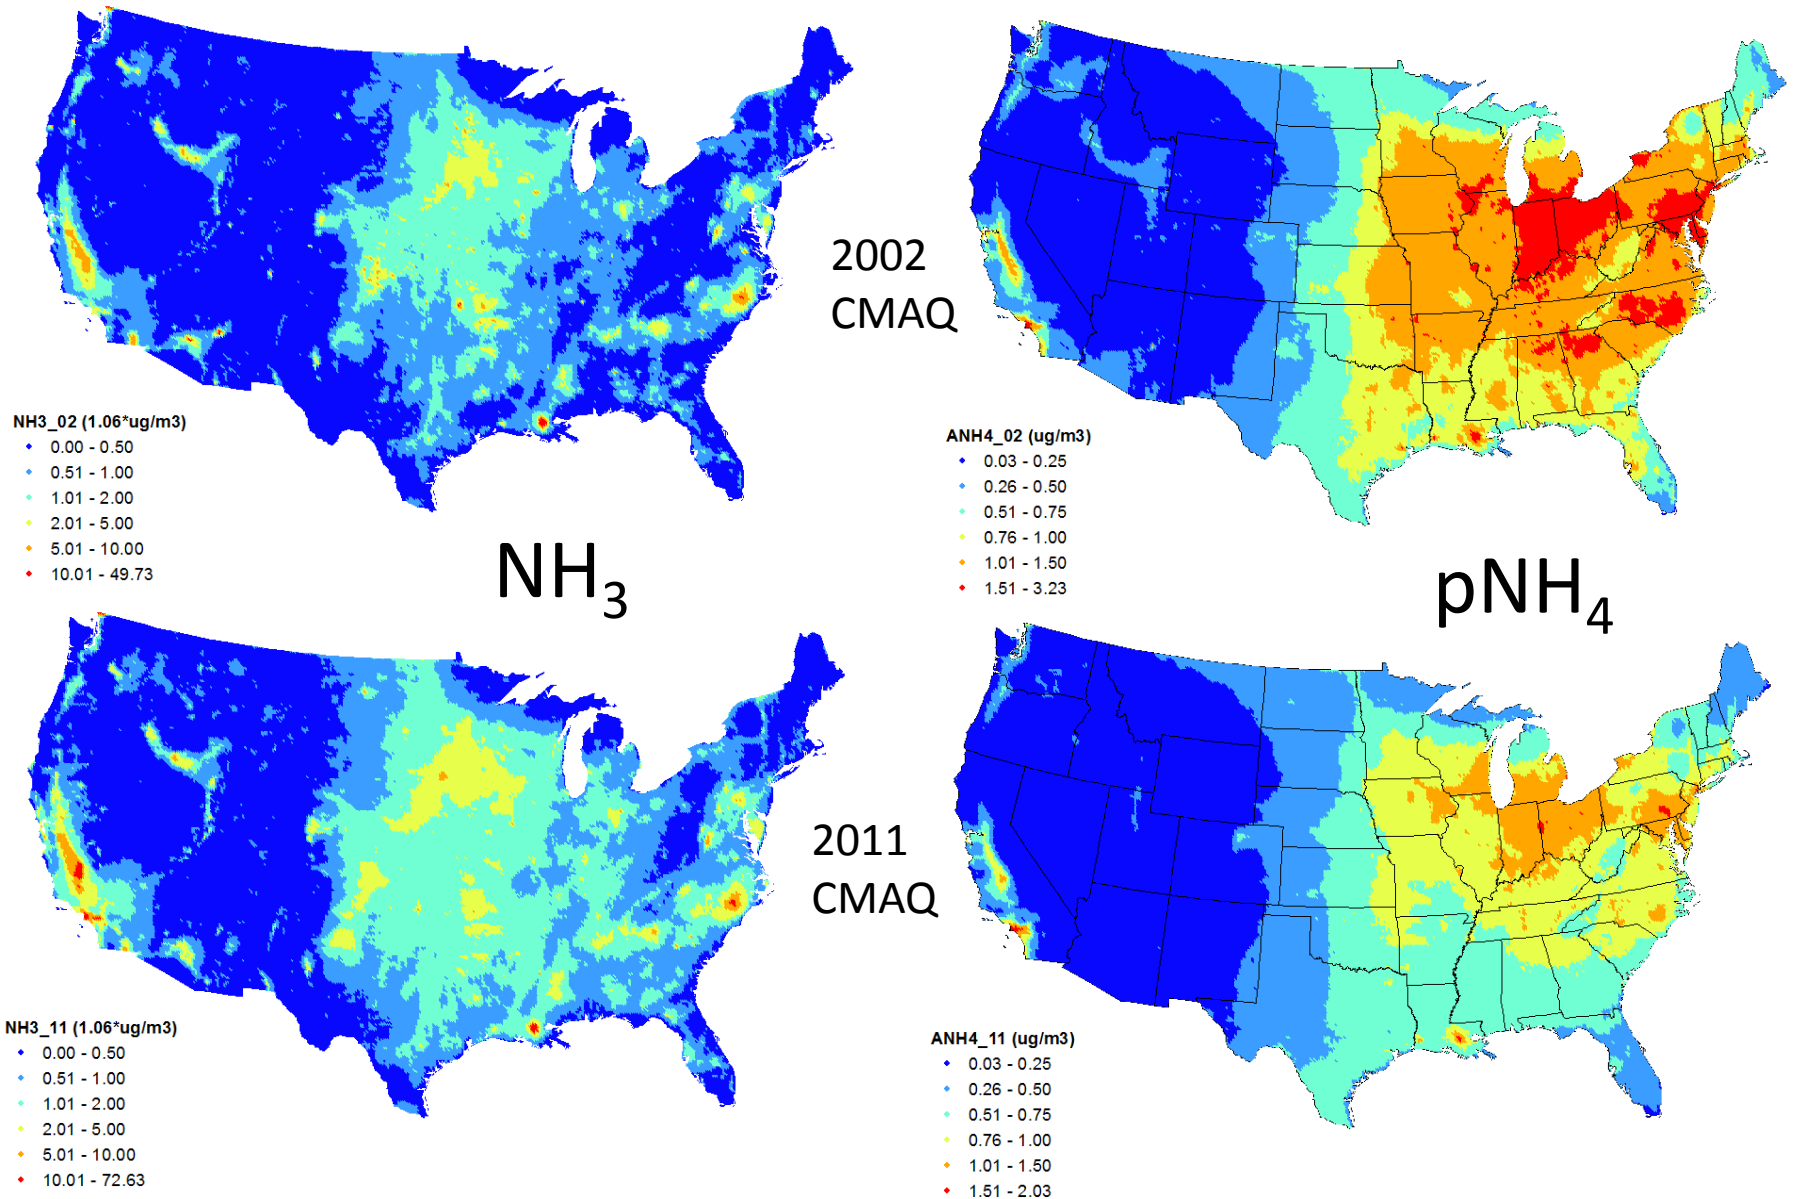 2002
CMAQ
NH3_02 (1.06*ug/m3)
0.00 - 0.50
0.51 - 1.00
1.01 - 2.00
2.01 - 5.00
5.01 - 10.00
10.01 - 49.73
ANH4_02 (ug/m3)
0.03 - 0.25
0.26 - 0.50
0.51 - 0.75
0.76 - 1.00
1.01 - 1.50
1.51 - 3.23
NH3
pNH4
2011
CMAQ
NH3_11 (1.06*ug/m3)
0.00 - 0.50
0.51 - 1.00
1.01 - 2.00
2.01 - 5.00
5.01 - 10.00
10.01 - 72.63
ANH4_11 (ug/m3)
0.03 - 0.25
0.26 - 0.50
0.51 - 0.75
0.76 - 1.00
1.01 - 1.50
1.51 - 2.03